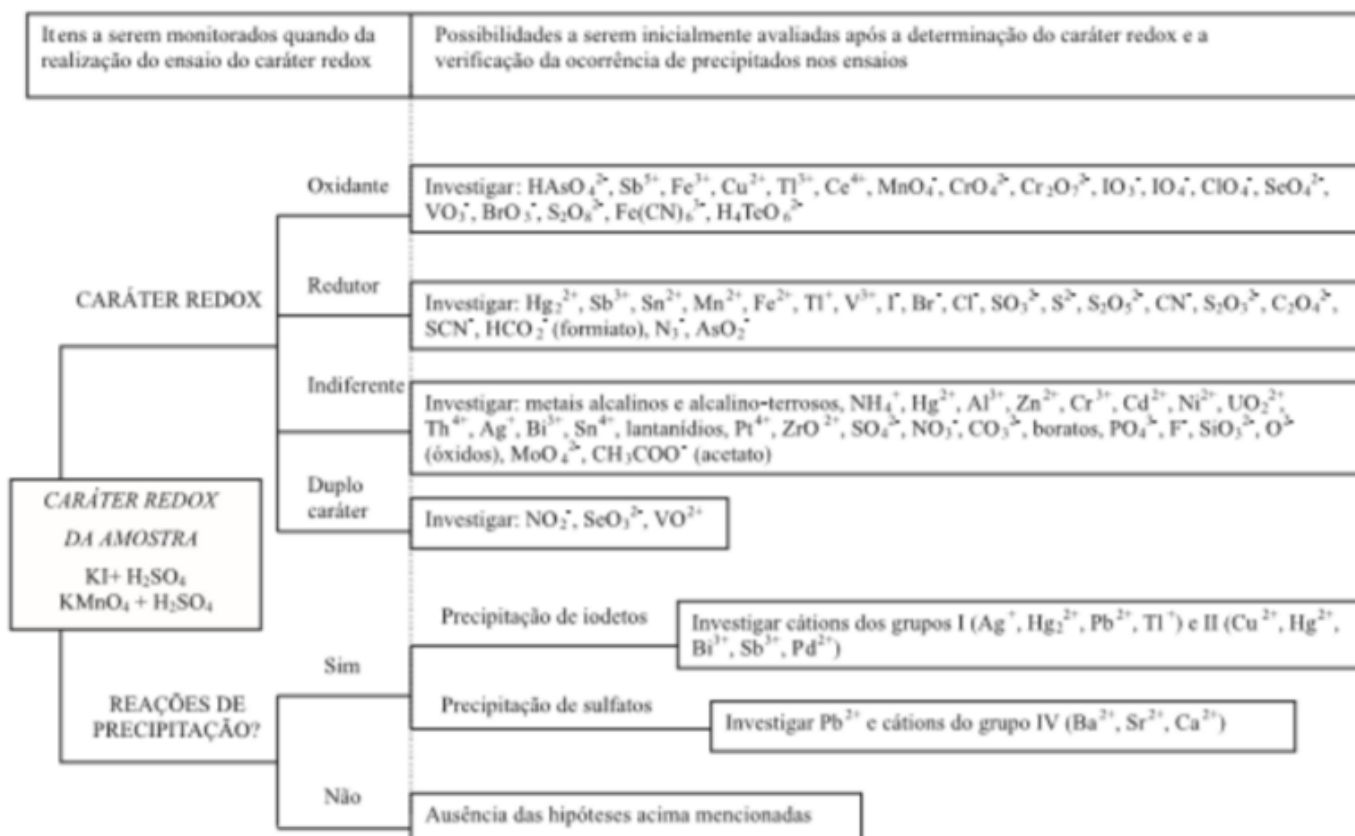 Itens a serem monitorados quando da
realização do ensaio do caráter redox
Possibilidades a serem inicialmente avaliadas após a determinação do caráter redox e a
verificação da ocorrência de precipitados nos ensaios
Oxidante
Investigar: HAsO₄²⁻, Sb⁵⁺, Fe³⁺, Cu²⁺, Tl³⁺, Ce⁴⁺, MnO₄⁻, CrO₄²⁻, Cr₂O₇²⁻, IO₃⁻, IO₄⁻, ClO₄⁻, SeO₄²⁻,
VO₃⁻, BrO₃⁻, S₂O₈²⁻, Fe(CN)₆³⁻, H₄TeO₆²⁻
CARÁTER REDOX
Redutor
Investigar: Hg₂²⁺, Sb³⁺, Sn²⁺, Mn²⁺, Fe²⁺, Tl⁺, V³⁺, I⁻, Br⁻, Cl⁻, SO₃²⁻, S²⁻, S₂O₅²⁻, CN⁻, S₂O₃²⁻, C₂O₄²⁻,
SCN⁻, HCO₂⁻ (formiato), N₃⁻, AsO₂⁻
Indiferente
Investigar: metais alcalinos e alcalino-terrosos, NH₄⁺, Hg²⁺, Al³⁺, Zn²⁺, Cr³⁺, Cd²⁺, Ni²⁺, UO₂²⁺,
Th⁴⁺, Ag⁺, Bi³⁺, Sn⁴⁺, lantanídios, Pt⁴⁺, ZrO²⁺, SO₄²⁻, NO₃⁻, CO₃²⁻, boratos, PO₄³⁻, F⁻, SiO₃²⁻, O²⁻
(óxidos), MoO₄²⁻, CH₃COO⁻ (acetato)
Duplo
caráter
Investigar: NO₂⁻, SeO₃²⁻, VO²⁺
CARÁTER REDOX
DA AMOSTRA
KI+ H₂SO₄
KMnO₄ + H₂SO₄
REAÇÕES DE
PRECIPITAÇÃO?
Sim
Precipitação de iodetos
Investigar cátions dos grupos I (Ag⁺, Hg₂²⁺, Pb²⁺, Tl⁺) e II (Cu²⁺, Hg²⁺,
Bi³⁺, Sb³⁺, Pd²⁺)
Precipitação de sulfatos
Investigar Pb²⁺ e cátions do grupo IV (Ba²⁺, Sr²⁺, Ca²⁺)
Não
Ausência das hipóteses acima mencionadas